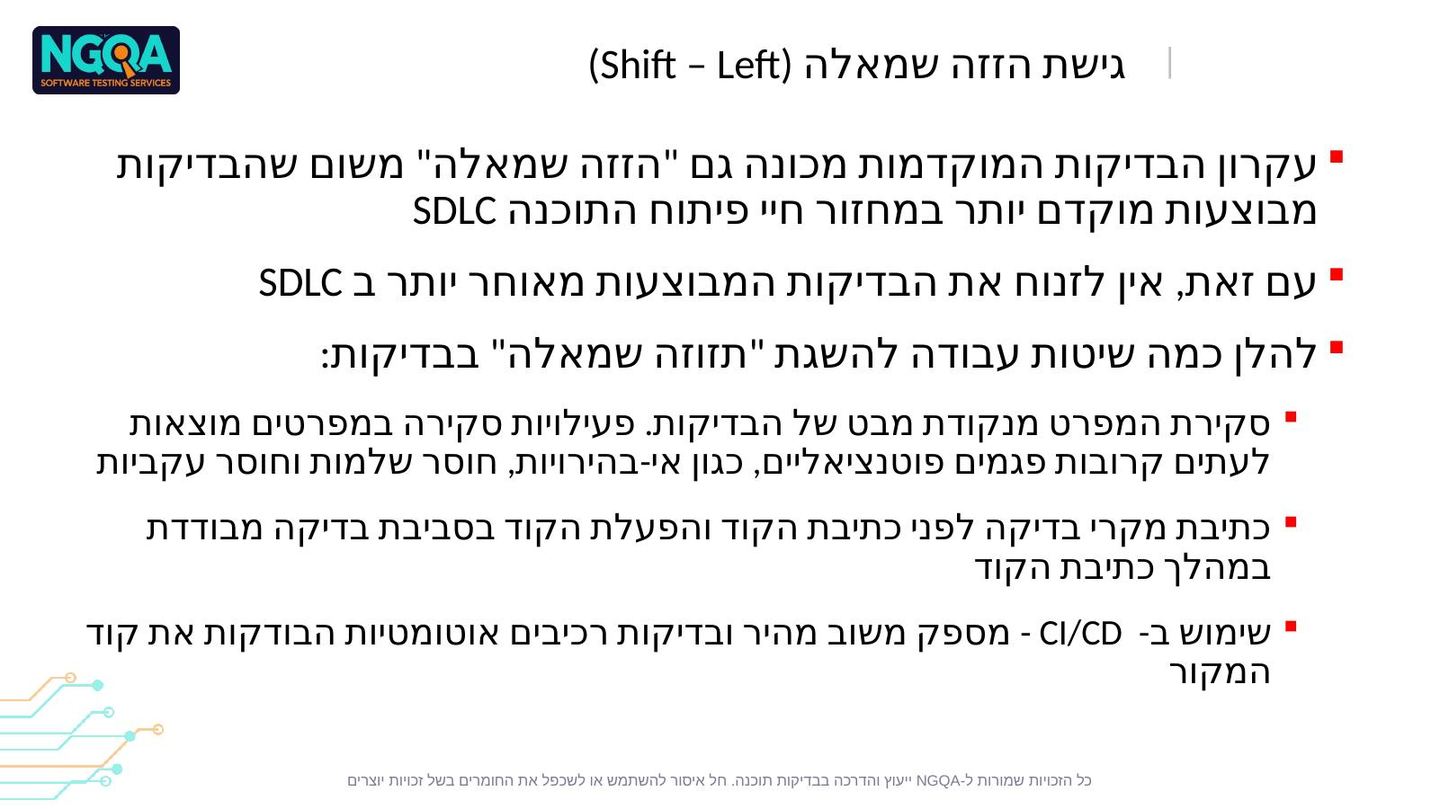 NGQA
SOFTWARE TESTING SERVICES
גישת הזזה שמאלה (Shift – Left)
עקרון הבדיקות המוקדמות מכונה גם "הזזה שמאלה" משום שהבדיקות
מבוצעות מוקדם יותר במחזור חיי פיתוח התוכנה SDLC
עם זאת, אין לזנוח את הבדיקות המבוצעות מאוחר יותר ב SDLC
להלן כמה שיטות עבודה להשגת "תזוזה שמאלה" בבדיקות:
סקירת המפרט מנקודת מבט של הבדיקות. פעילויות סקירה במפרטים מוצאות
לעתים קרובות פגמים פוטנציאליים, כגון אי-בהירויות, חוסר שלמות וחוסר עקביות
כתיבת מקרי בדיקה לפני כתיבת הקוד והפעלת הקוד בסביבת בדיקה מבודדת
במהלך כתיבת הקוד
שימוש ב- CI/CD - מספק משוב מהיר ובדיקות רכיבים אוטומטיות הבודקות את קוד
המקור
כל הזכויות שמורות ל-NGQA ייעוץ והדרכה בבדיקות תוכנה. חל איסור להשתמש או לשכפל את החומרים בשל זכויות יוצרים